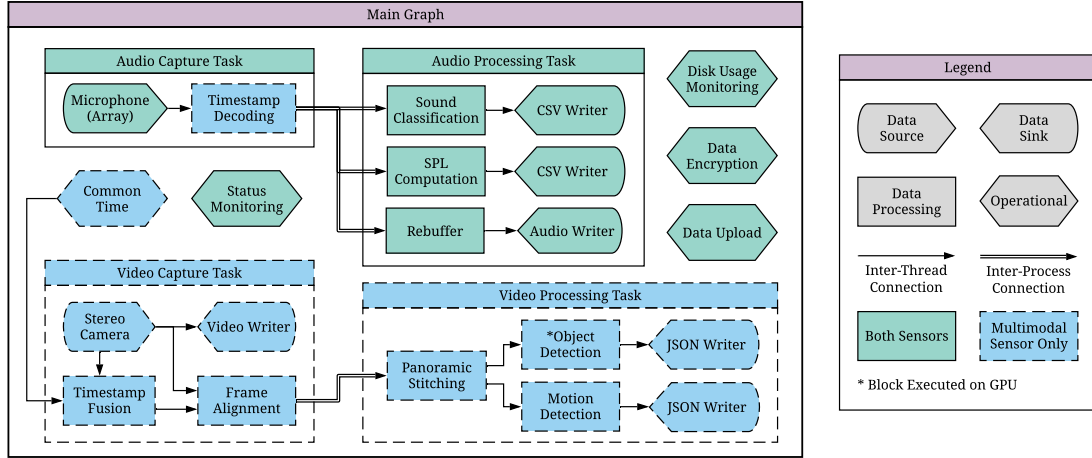 Main Graph
Audio Capture Task
Microphone
(Array)
Timestamp
Decoding
Audio Processing Task
Sound
Classification
CSV Writer
SPL
Computation
CSV Writer
Rebuffer
Audio Writer
Disk Usage
Monitoring
Data
Encryption
Data Upload
Common
Time
Status
Monitoring
Video Capture Task
Stereo
Camera
Video Writer
Timestamp
Fusion
Frame
Alignment
Video Processing Task
Panoramic
Stitching
*Object
Detection
JSON Writer
Motion
Detection
JSON Writer
Legend
Data
Source
Data
Sink
Data
Processing
Operational
Inter-Thread
Connection
Inter-Process
Connection
Both Sensors
Multimodal
Sensor Only
* Block Executed on GPU